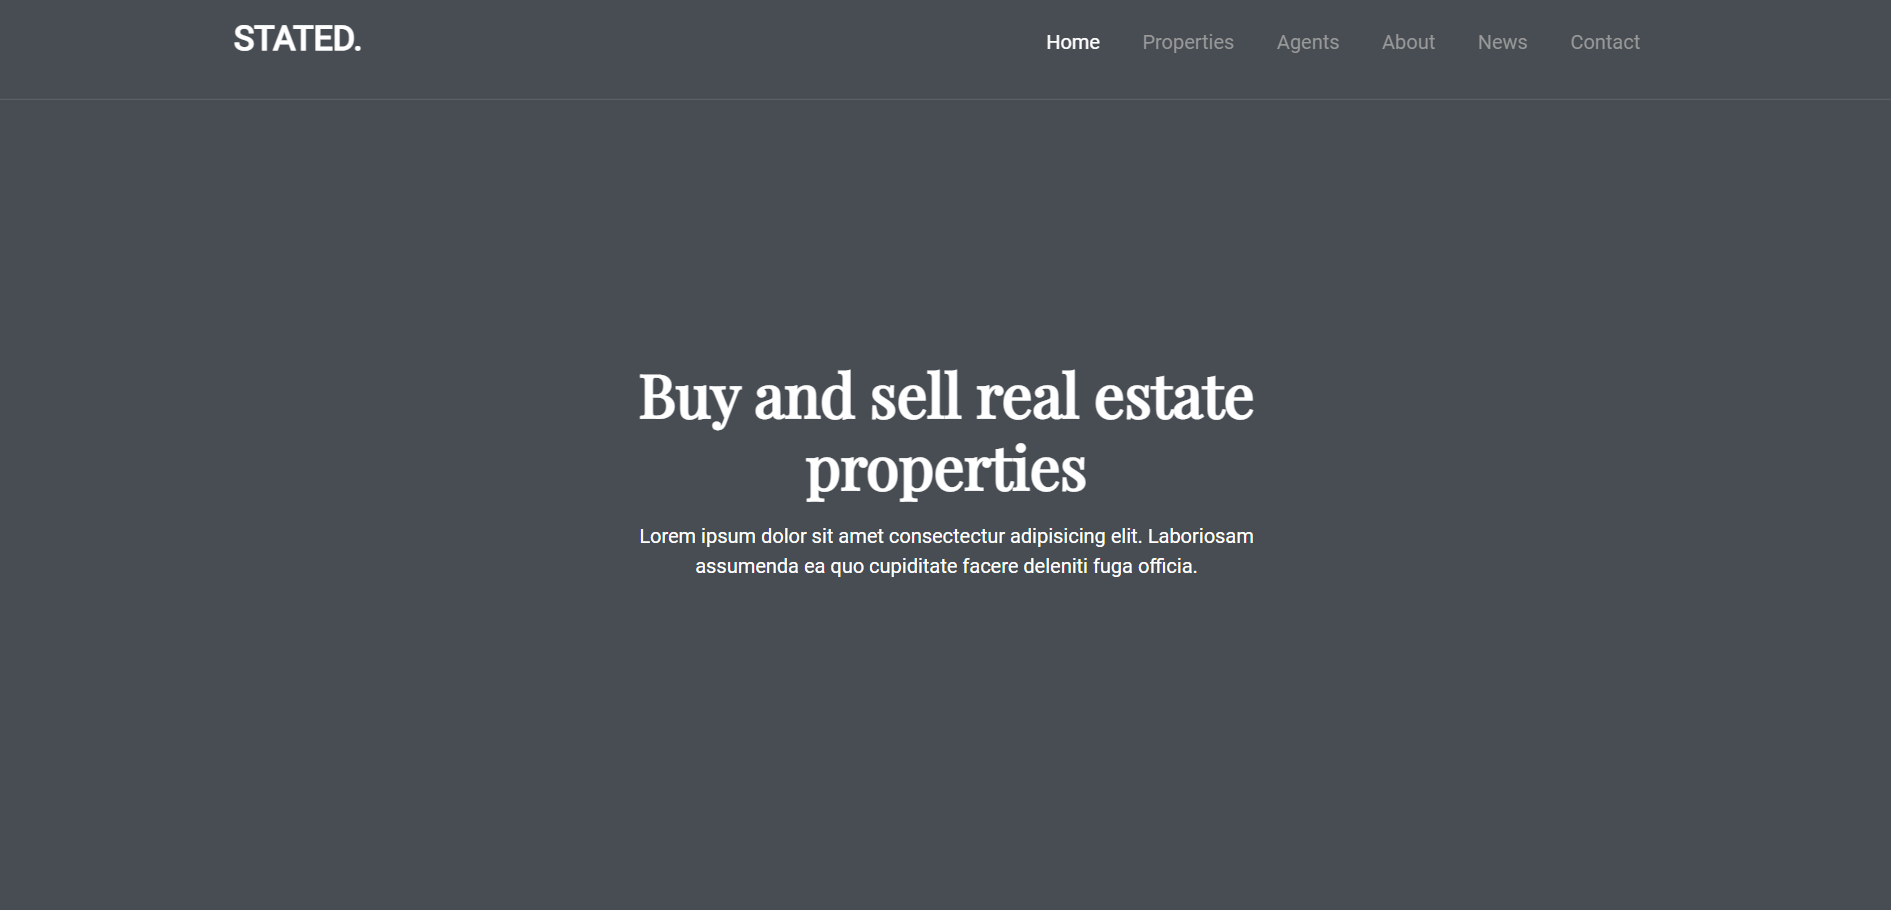 STATED.
Home Properties Agents About News Contact
Buy and sell real estate
properties
Lorem ipsum dolor sit amet consectectur adipisicing elit. Laboriosam
assumenda ea quo cupiditate facere deleniti fuga officia.